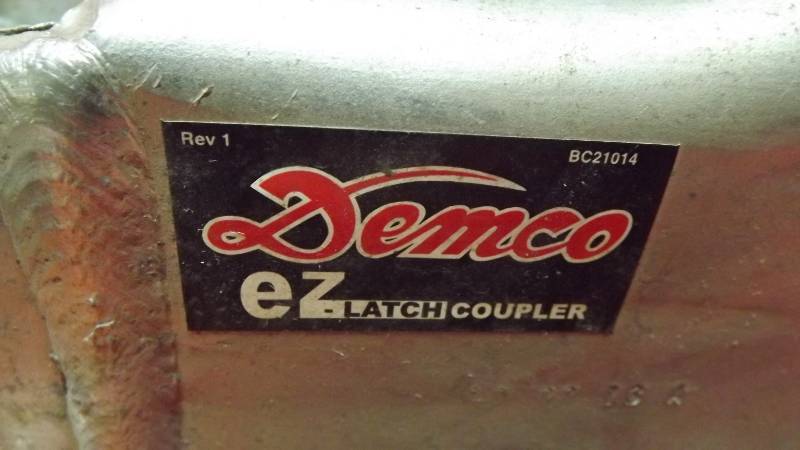 Rev 1
BC21014
Demco
eZ-LATCH COUPLER